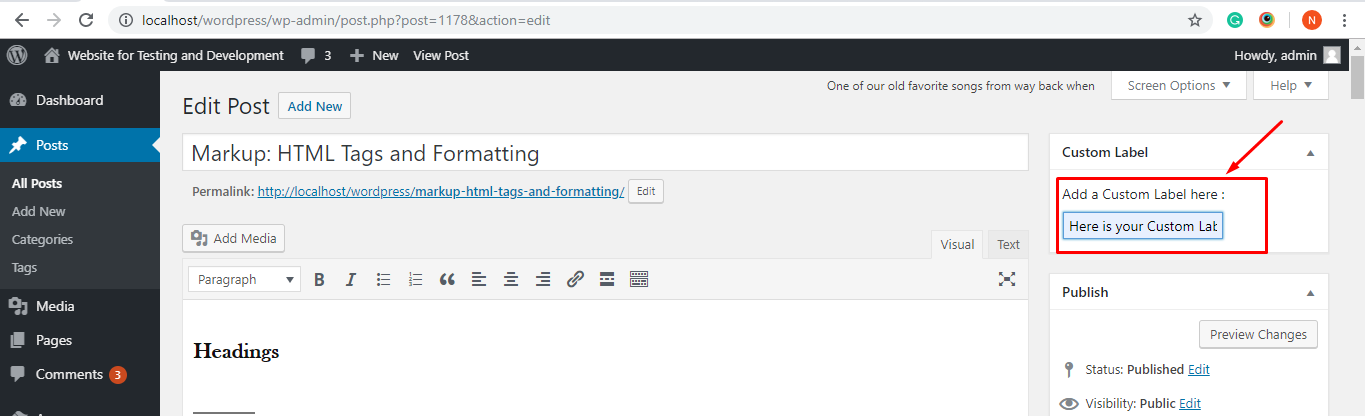 localhost/wordpress/wp-admin/post.php?post=1178&action=edit
N
Website for Testing and Development 3 New View Post
Howdy, admin
Dashboard
Posts
All Posts
Add New
Categories
Tags
Media
Pages
Comments 3
One of our old favorite songs from way back when
Screen Options
Help
Edit Post
Add New
Markup: HTML Tags and Formatting
Permalink: http://localhost/wordpress/markup-html-tags-and-formatting/ Edit
Add Media
Visual
Text
Paragraph
B I
Headings
Custom Label
Add a Custom Label here :
Here is your Custom Lab
Publish
Preview Changes
Status: Published Edit
Visibility: Public Edit